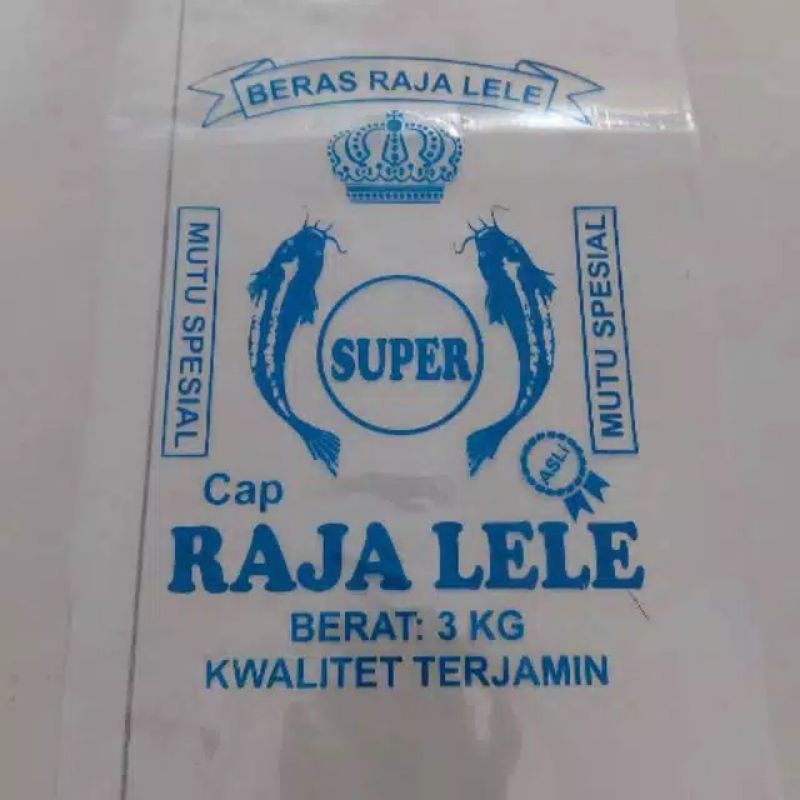 BERAS RAJA LELE
MUTU SPESIAL
SUPER
MUTU SPESIAL
ASLi
Cap
RAJA LELE
BERAT: 3 KG
KWALITET TERJAMIN